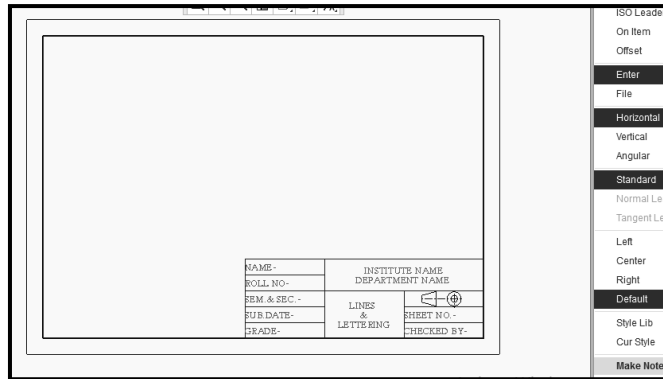 ISO Leade
On Item
Offset
Enter
File
Horizontal
Vertical
Angular
Standard
Normal Le
Tangent Le
Left
Center
Right
Default
Style Lib
Cur Style
Make Note
NAME-
ROLL NO-
SEM.& SEC.-
SUB.DATE-
GRADE-
INSTITUTE NAME
DEPARTMENT NAME
LINES
&
LETTERING
SHEET NO.-
CHECKED BY-